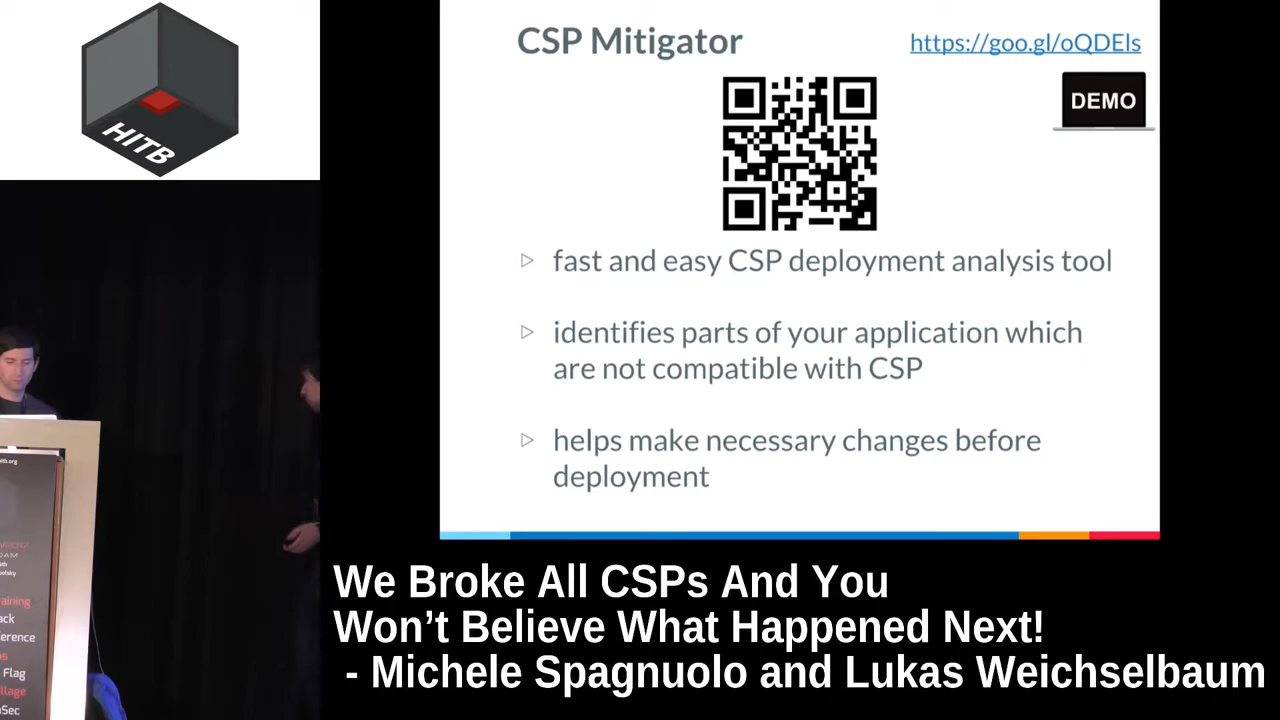 HITB
CSP Mitigator
https://goo.gl/oQDEls
DEMO
fast and easy CSP deployment analysis tool
identifies parts of your application which
are not compatible with CSP
helps make necessary changes before
deployment
We Broke All CSPs And You
Won’t Believe What Happened Next!
- Michele Spagnuolo and Lukas Weichselbaum
Flag